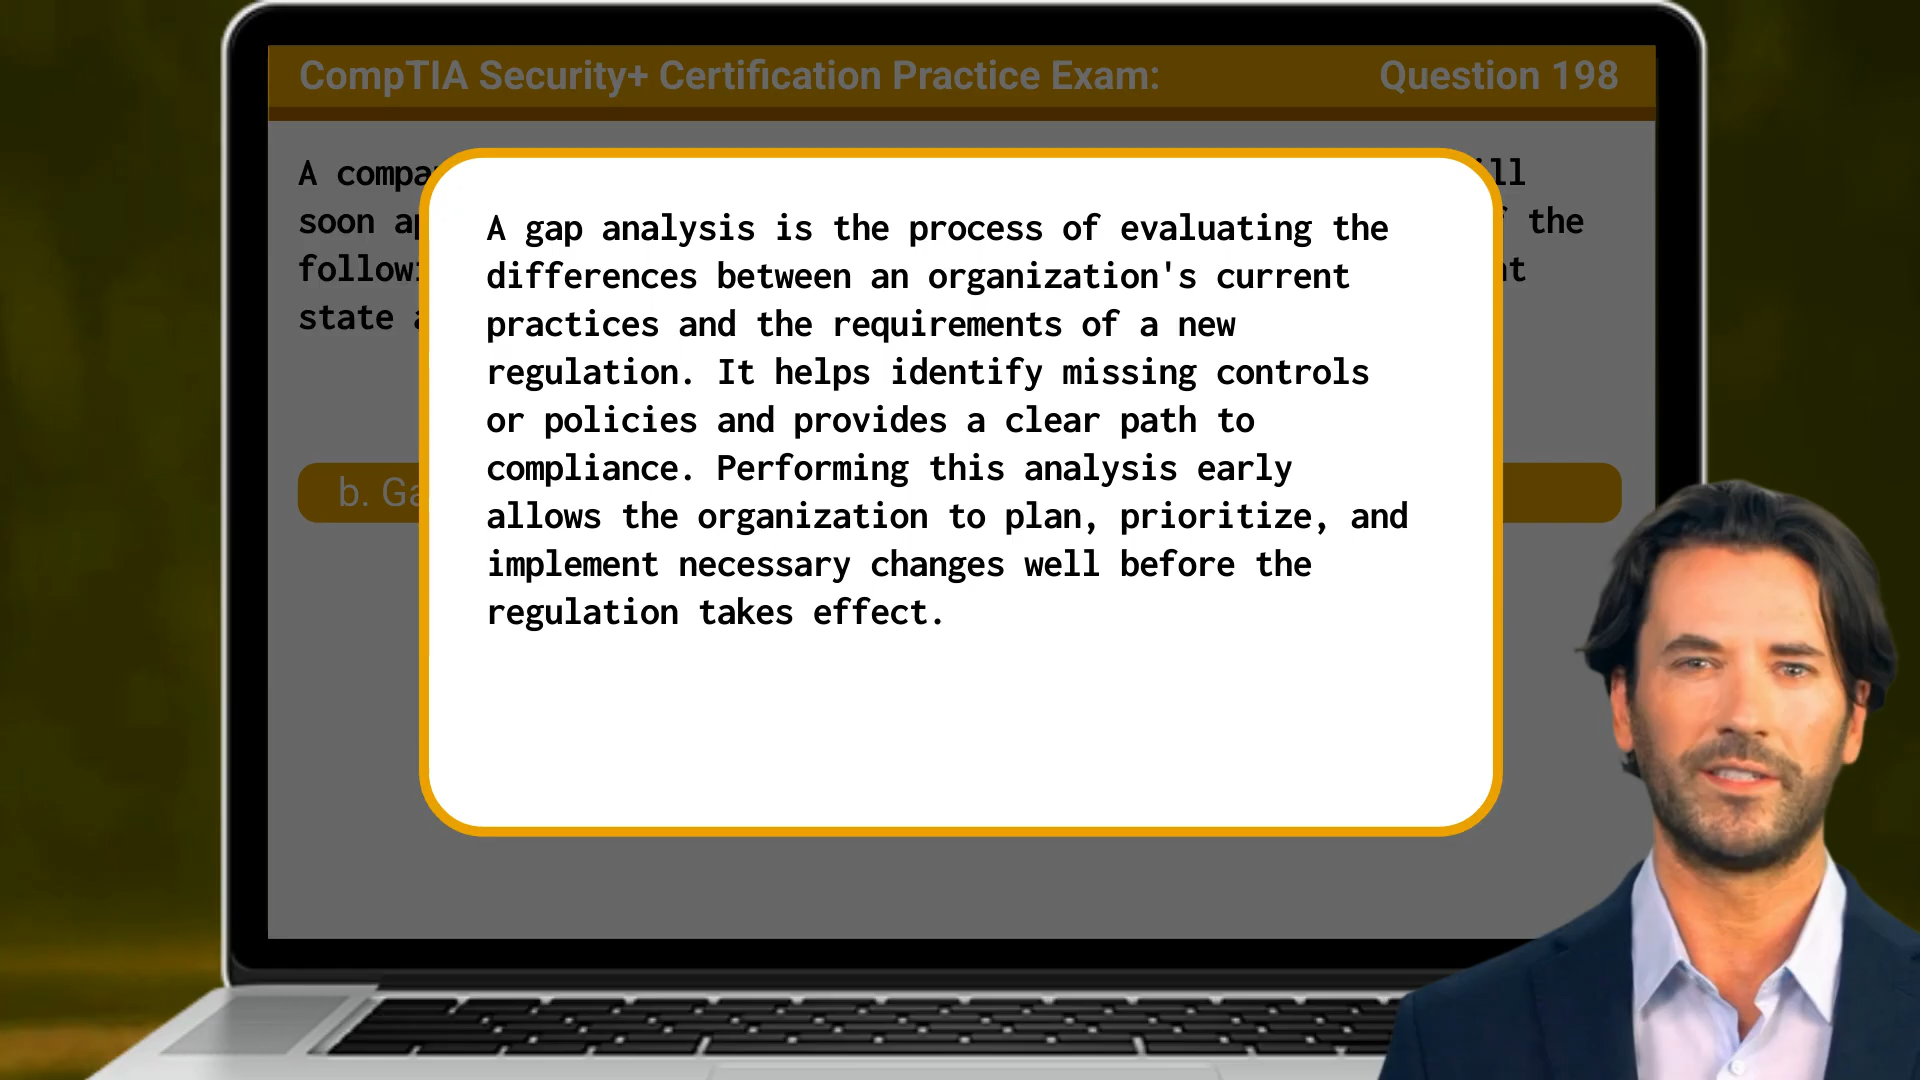 CompTIA Security+ Certification Practice Exam: Question 198
A
soon
the
state
b.
A gap analysis is the process of evaluating the
differences between an organization's current
practices and the requirements of a new
regulation. It helps identify missing controls
or policies and provides a clear path to
compliance. Performing this analysis early
allows the organization to plan, prioritize, and
implement necessary changes well before the
regulation takes effect.